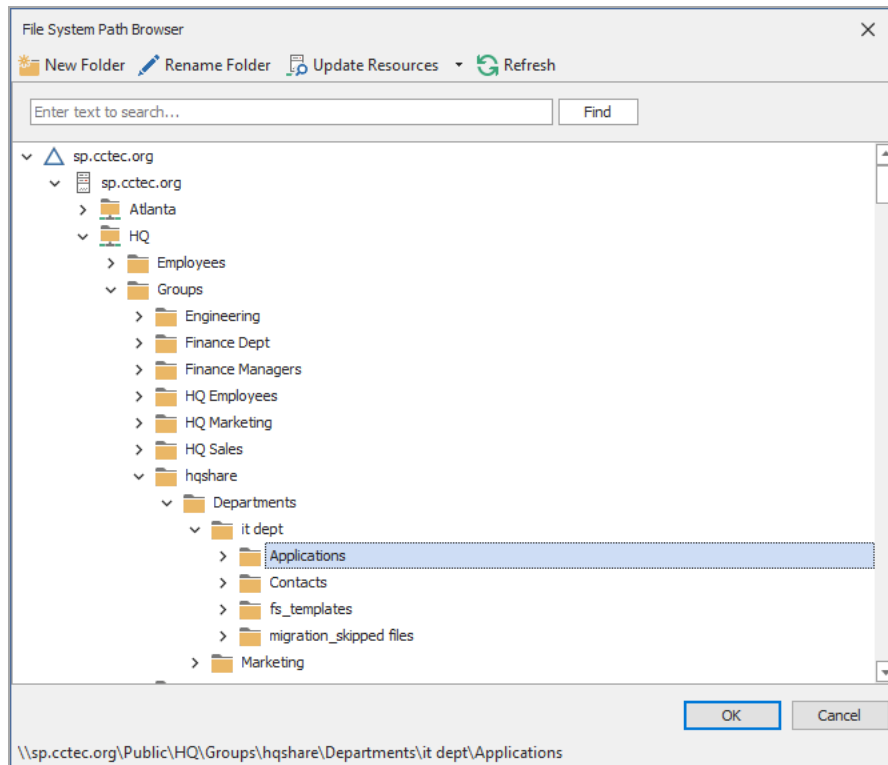 File System Path Browser
New Folder Rename Folder Update Resources Refresh
Enter text to search... Find
sp.cctec.org
sp.cctec.org
Atlanta
HQ
Employees
Groups
Engineering
Finance Dept
Finance Managers
HQ Employees
HQ Marketing
HQ Sales
hqshare
Departments
it dept
Applications
Contacts
fs_templates
migration_skipped files
Marketing
OK Cancel
\\sp.cctec.org\Public\HQ\Groups\hqshare\Departments\it dept\Applications